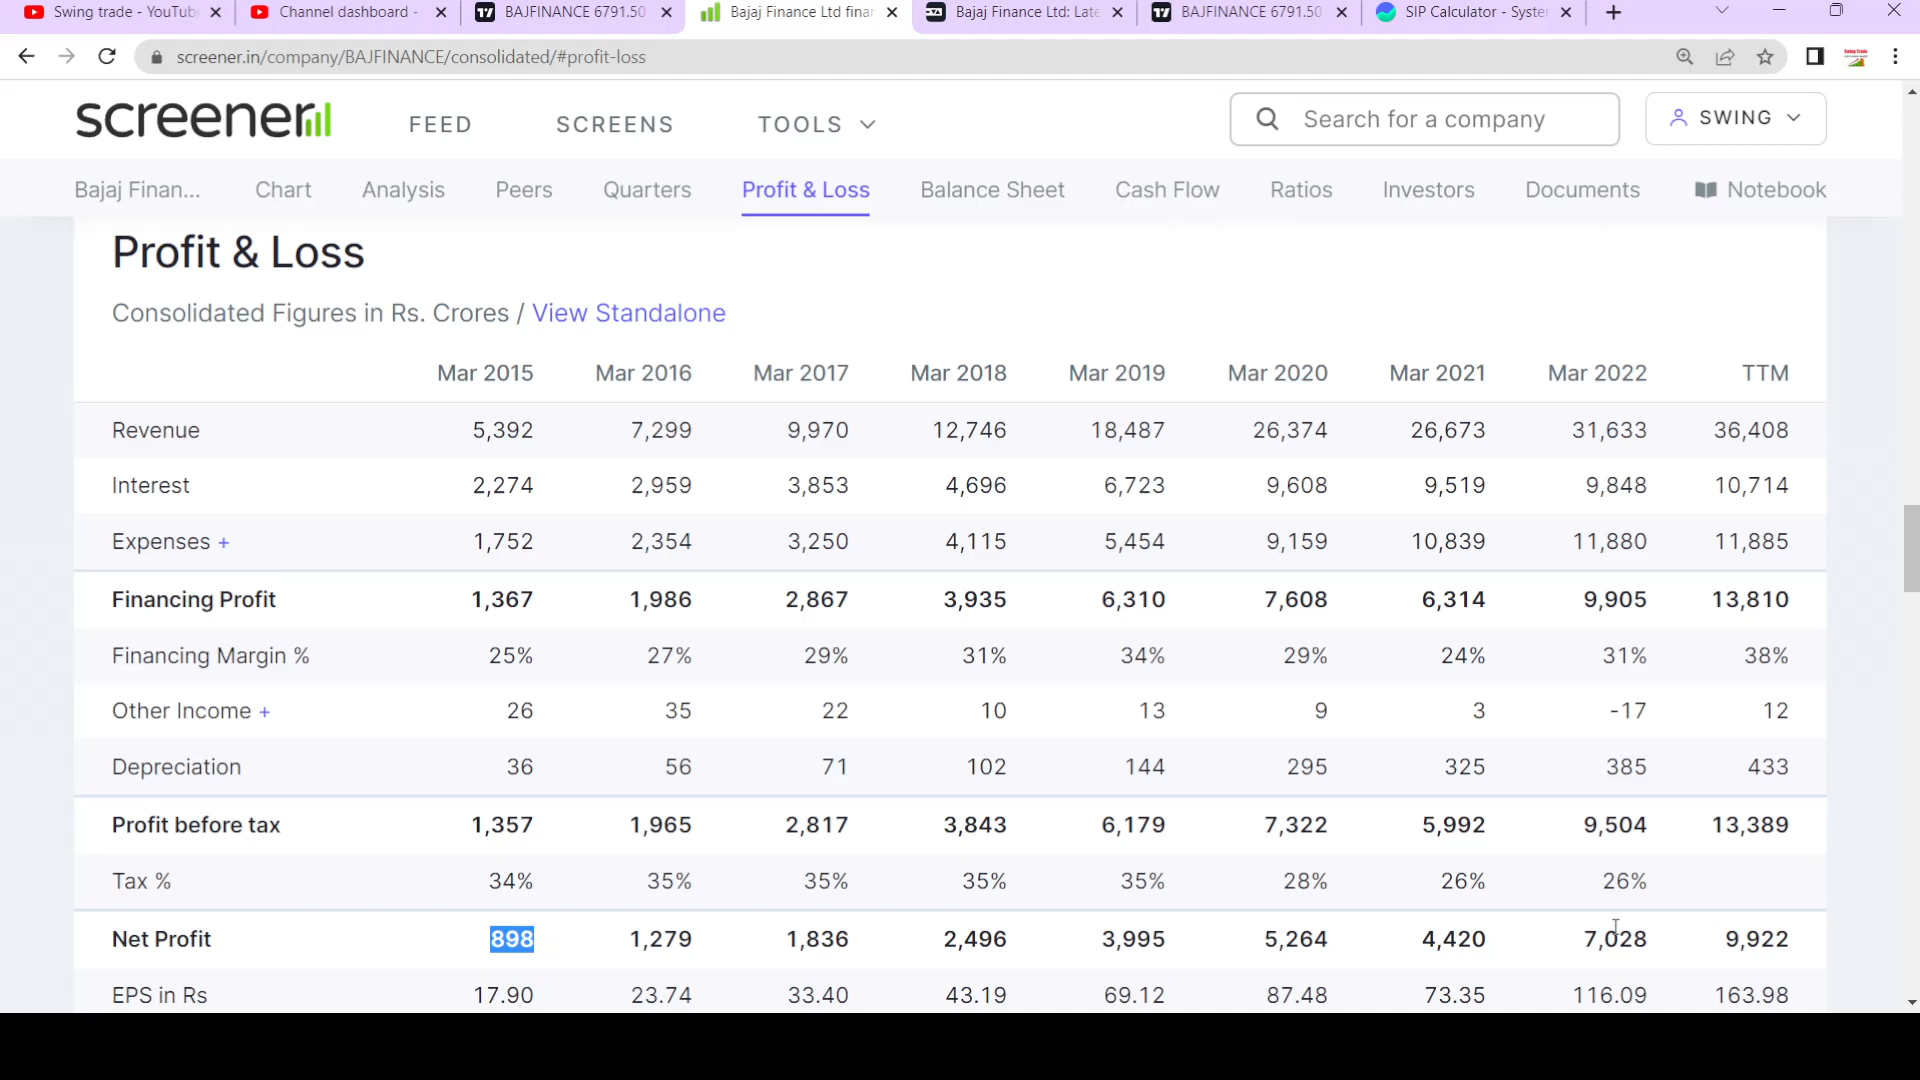 Swing trade - YouTub
Channel dashboard -
BAJFINANCE 6791.50
Bajaj Finance Ltd finan
Bajaj Finance Ltd: Late
BAJFINANCE 6791.50
SIP Calculator - Syste
screener.in/company/BAJFINANCE/consolidated/#profit-loss
screener
FEED
SCREENS
TOOLS
Search for a company
SWING
Bajaj Finan...
Chart
Analysis
Peers
Quarters
Profit & Loss
Balance Sheet
Cash Flow
Ratios
Investors
Documents
Notebook
Profit & Loss
Consolidated Figures in Rs. Crores / View Standalone
Mar 2015 Mar 2016 Mar 2017 Mar 2018 Mar 2019 Mar 2020 Mar 2021 Mar 2022 TTM
Revenue 5,392 7,299 9,970 12,746 18,487 26,374 26,673 31,633 36,408
Interest 2,274 2,959 3,853 4,696 6,723 9,608 9,519 9,848 10,714
Expenses + 1,752 2,354 3,250 4,115 5,454 9,159 10,839 11,880 11,885
Financing Profit 1,367 1,986 2,867 3,935 6,310 7,608 6,314 9,905 13,810
Financing Margin % 25% 27% 29% 31% 34% 29% 24% 31% 38%
Other Income + 26 35 22 10 13 9 3 -17 12
Depreciation 36 56 71 102 144 295 325 385 433
Profit before tax 1,357 1,965 2,817 3,843 6,179 7,322 5,992 9,504 13,389
Tax % 34% 35% 35% 35% 35% 28% 26% 26%
Net Profit 898 1,279 1,836 2,496 3,995 5,264 4,420 7,028 9,922
EPS in Rs 17.90 23.74 33.40 43.19 69.12 87.48 73.35 116.09 163.98